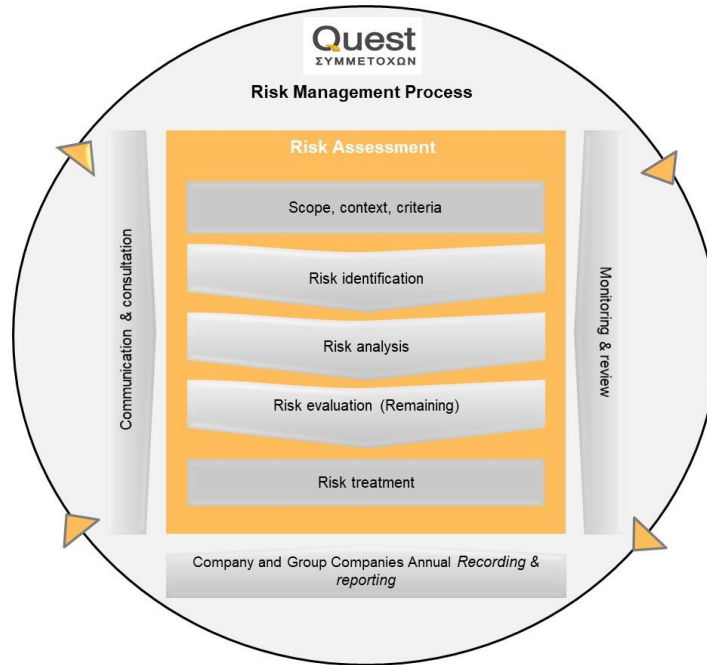 Quest
ΣΥΜΜΕΤΟΧΩΝ
Risk Management Process
Risk Assessment
Scope, context, criteria
Risk identification
Risk analysis
Risk evaluation (Remaining)
Risk treatment
Communication & consultation
Monitoring & review
Company and Group Companies Annual Recording &
reporting